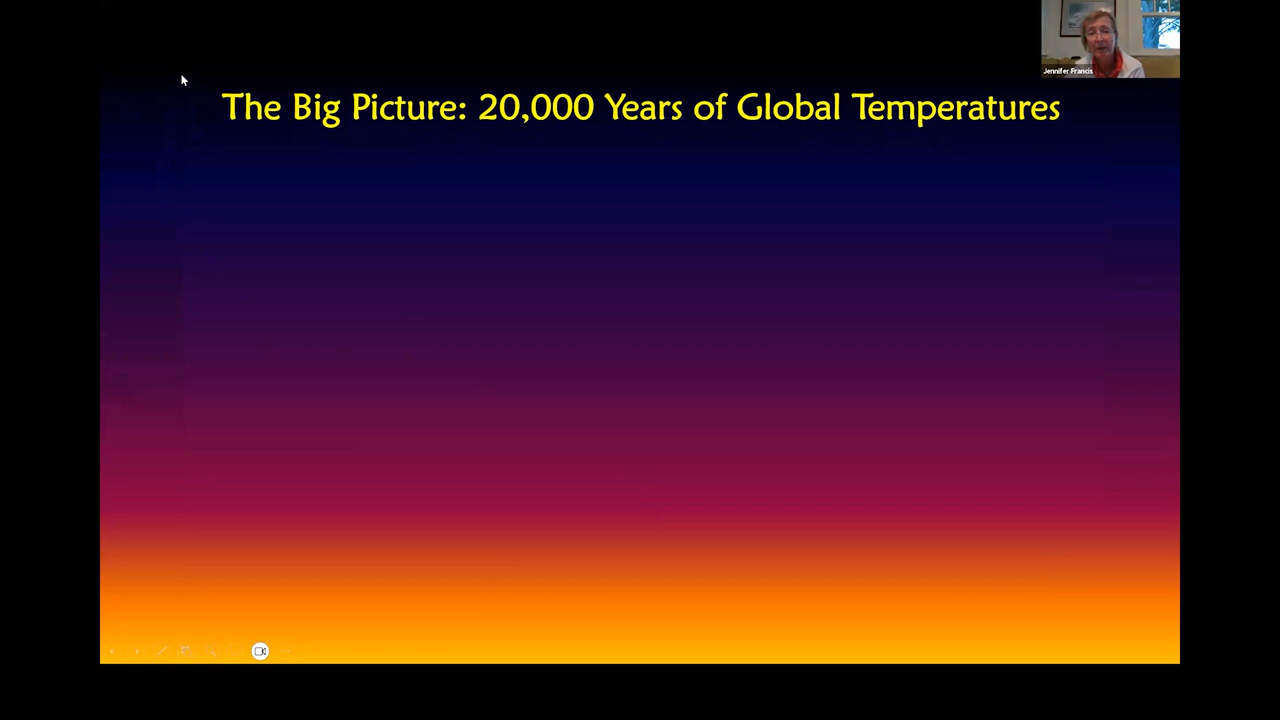 Jennifer Francis
The Big Picture: 20,000 Years of Global Temperatures